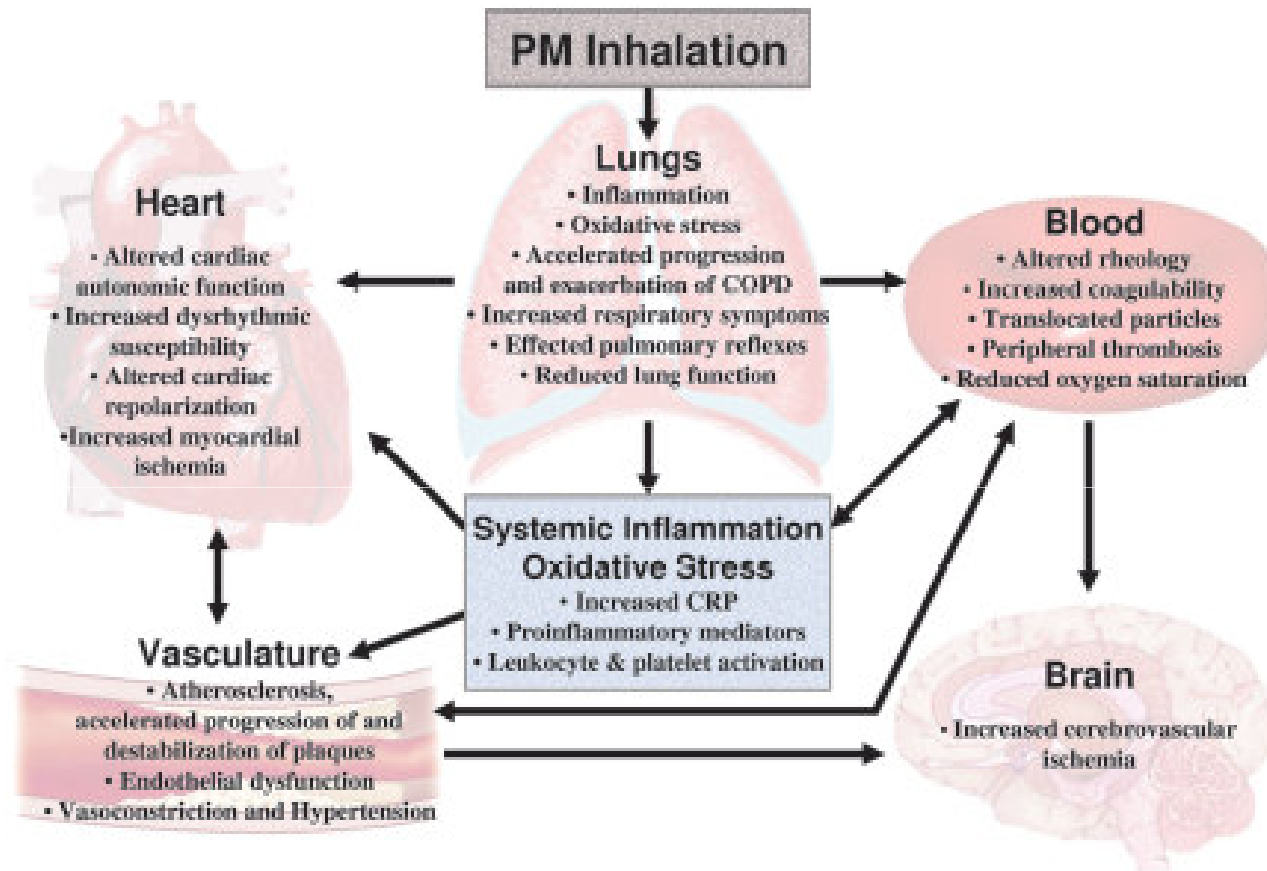 PM Inhalation
Lungs
• Inflammation
• Oxidative stress
• Accelerated progression
and exacerbation of COPD
• Increased respiratory symptoms
• Effected pulmonary reflexes
• Reduced lung function
Heart
• Altered cardiac
autonomic function
• Increased dysrhythmic
susceptibility
• Altered cardiac
repolarization
•Increased myocardial
ischemia
Blood
• Altered rheology
• Increased coagulability
• Translocated particles
• Peripheral thrombosis
• Reduced oxygen saturation
Systemic Inflammation
Oxidative Stress
• Increased CRP
• Proinflammatory mediators
• Leukocyte & platelet activation
Vasculature
• Atherosclerosis,
accelerated progression of and
destabilization of plaques
• Endothelial dysfunction
• Vasoconstriction and Hypertension
Brain
• Increased cerebrovascular
ischemia